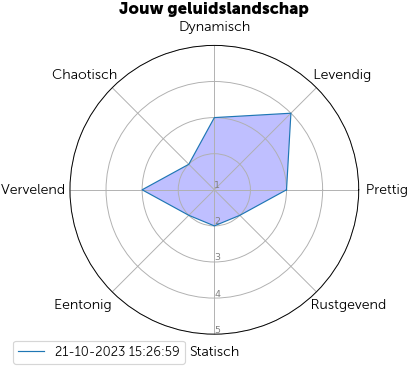 Jouw geluidslandschap
Dynamisch
Chaotisch
Levendig
Vervelend
1
Prettig
2
3
4
Eentonig
Rustgevend
5
21-10-2023 15:26:59
Statisch